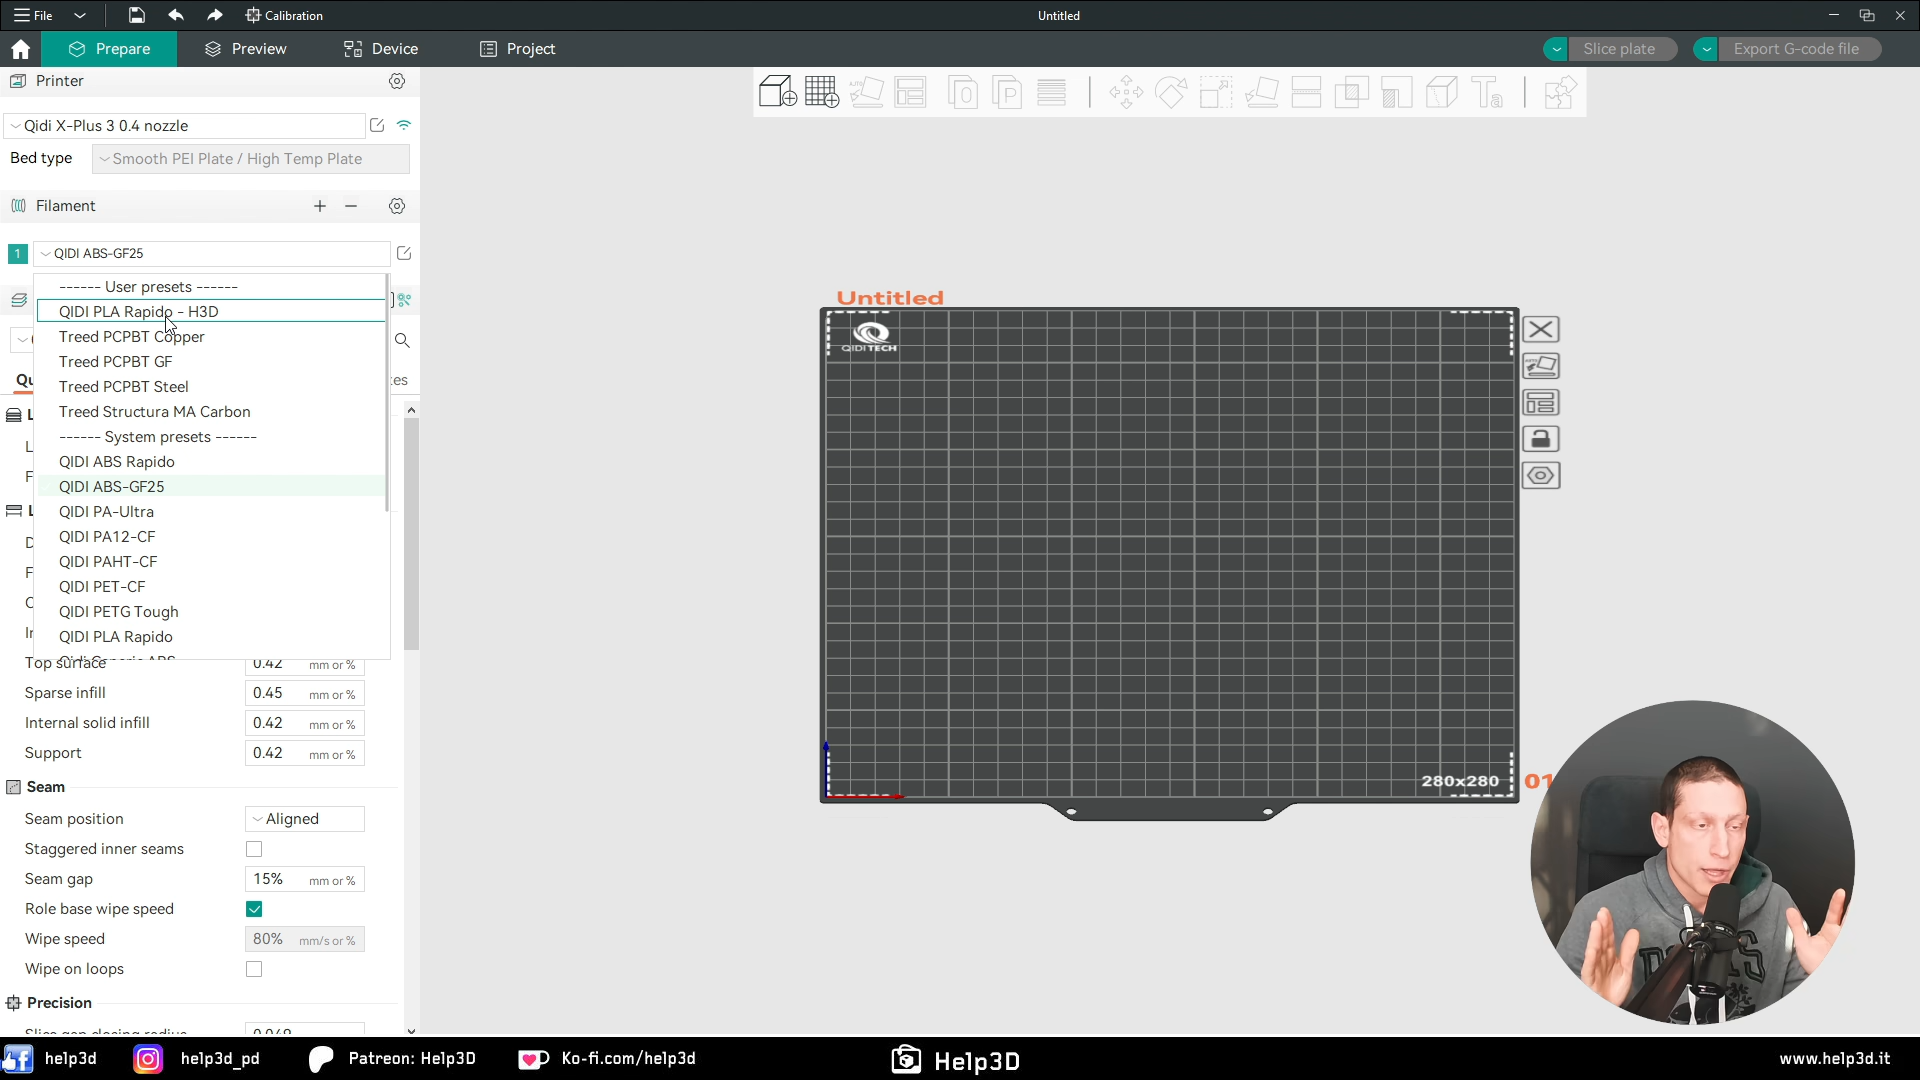 File
Calibration
Untitled
Prepare
Preview
Device
Project
Slice plate
Export G-code file
Printer
Qidi X-Plus 3 0.4 nozzle
Bed type
Smooth PEI Plate / High Temp Plate
Filament
1
QIDI ABS-GF25
------ User presets ------
QIDI PLA Rapido - H3D
Treed PCPBT Copper
Treed PCPBT GF
Treed PCPBT Steel
Treed Structura MA Carbon
------ System presets ------
QIDI ABS Rapido
QIDI ABS-GF25
QIDI PA-Ultra
QIDI PA12-CF
QIDI PAHT-CF
QIDI PET-CF
QIDI PETG Tough
QIDI PLA Rapido
Top surface
0.42 mm or %
Sparse infill
0.45 mm or %
Internal solid infill
0.42 mm or %
Support
0.42 mm or %
Seam
Seam position
Aligned
Staggered inner seams
Seam gap
15% mm or %
Role base wipe speed
Wipe speed
80% mm/s or %
Wipe on loops
Precision
Untitled
QIDITECH
280x280
01
help3d
help3d_pd
Patreon: Help3D
Ko-fi.com/help3d
Help3D
www.help3d.it